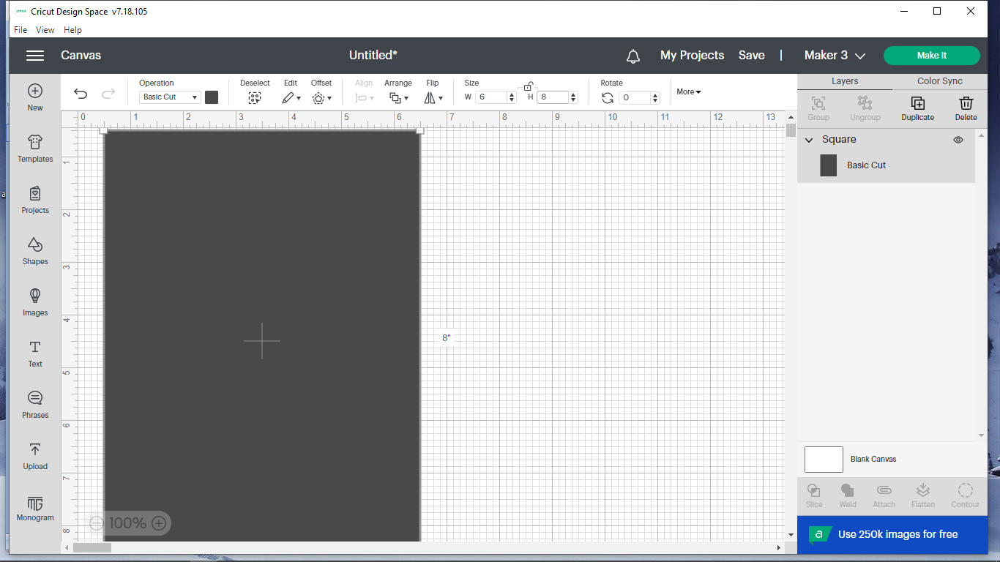 cricut Cricut Design Space v7.18.105
File View Help
Canvas Untitled* My Projects Save | Maker 3 Make It
New
Templates
Projects
Shapes
Images
Text
Phrases
Upload
Monogram
Operation
Basic Cut
Deselect
Edit
Offset
Align
Arrange
Flip
Size
W 6 H 8
Rotate
0
More
0 1 2 3 4 5 6 7 8 9 10 11 12 13
1
2
3
4
5
6
7
8
8"
100%
Layers Color Sync
Group Ungroup Duplicate Delete
Square
Basic Cut
Blank Canvas
Slice Weld Attach Flatten Contour
a Use 250k images for free